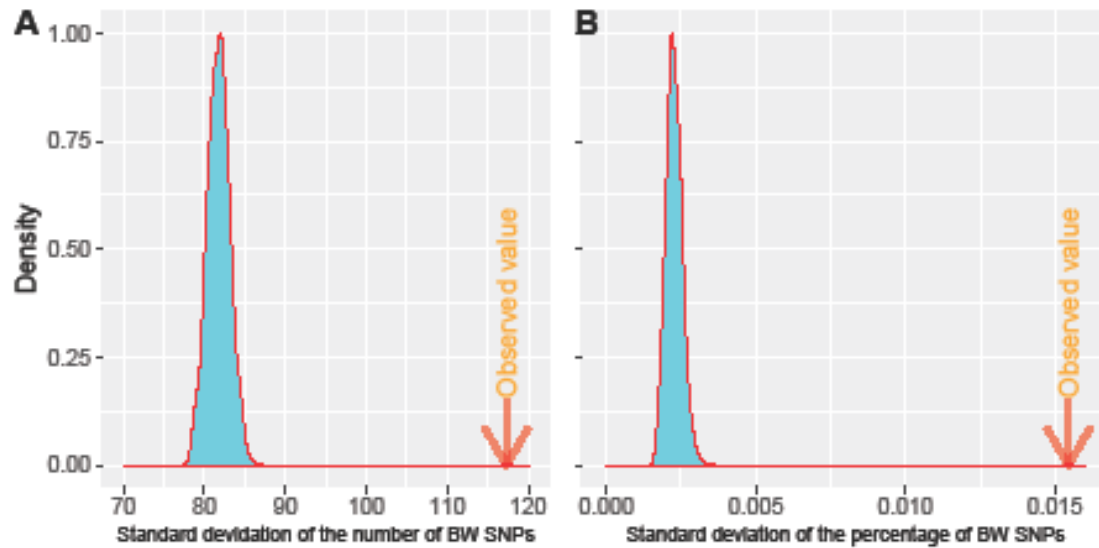 A
B
Density
1.00
0.75
0.50
0.25
0.00
Observed value
Observed value
70 80 90 100 110 120
0.000 0.005 0.010 0.015
Standard devidation of the number of BW SNPs
Standard deviation of the percentage of BW SNPs